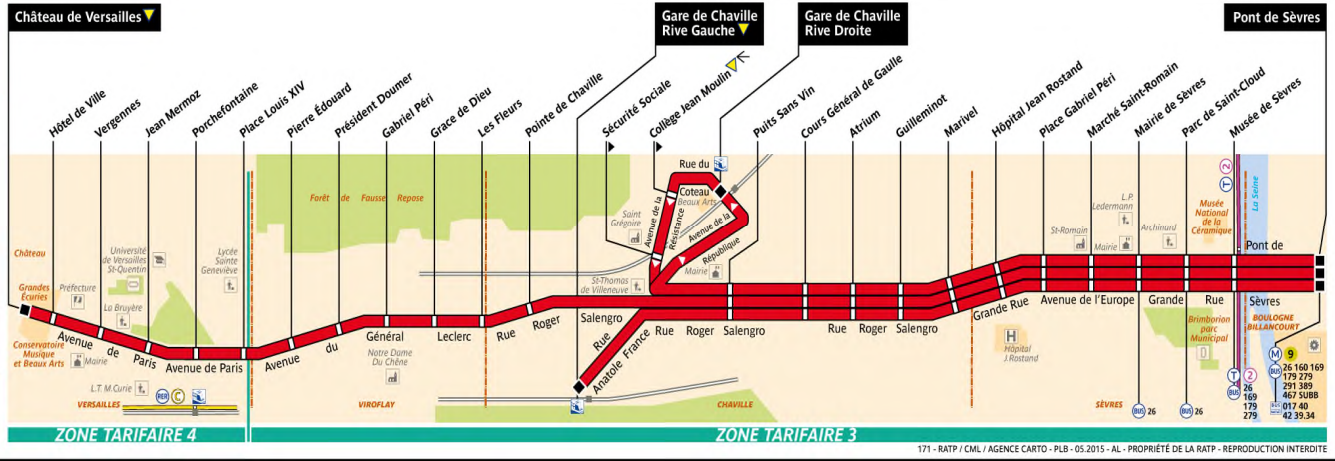 Château de Versailles
Gare de Chaville
Rive Gauche
Gare de Chaville
Rive Droite
Pont de Sèvres
Hôtel de Ville
Vergennes
Jean Mermoz
Porchefontaine
Place Louis XIV
Pierre Édouard
Président Doumer
Gabriel Péri
Grace de Dieu
Les Fleurs
Pointe de Chaville
Sécurité Sociale
Collège Jean Moulin
Puits Sans Vin
Cours Général de Gaulle
Atrium
Guilleminot
Marivel
Hôpital Jean Rostand
Place Gabriel Péri
Marché Saint-Romain
Mairie de Sèvres
Parc de Saint-Cloud
Musée de Sèvres
Forêt de Fausse Repose
Château
Grandes
Écuries
Conservatoire
Musique
et Beaux Arts
Préfecture
Mairie
Université
de Versailles
St-Quentin
La Bruyère
Lycée
Sainte
Geneviève
L.T. M.Curie
RER C
VERSAILLES
Avenue de Paris
Avenue de Paris
Avenue du Général Leclerc
Notre Dame
Du Chêne
VIROFLAY
Rue Roger Salengro
Rue
Anatole France
Saint
Grégoire
St-Thomas
de Villeneuve
Avenue de la
Résistance
Rue du
Coteau
Beaux Arts
Avenue de la
République
Mairie
Rue Roger Salengro
CHAVILLE
Rue Roger Salengro
Grande Rue
Hôpital
J.Rostand
H
St-Romain
Mairie
L.P.
Ledermann
Archinard
Avenue de l'Europe
Grande Rue
Musée
National
de la
Céramique
T 2
La Seine
Pont de
Sèvres
Brimborion
parc
Municipal
BOULOGNE
BILLANCOURT
SÈVRES
BUS 26
BUS 26
T 2
BUS 26
169
179
279
M 9
BUS 26 160 169
179 279
291 389
467 SUBB
017 40
42 39.34
ZONE TARIFAIRE 4
ZONE TARIFAIRE 3
171 - RATP / CML / AGENCE CARTO - PLB - 05.2015 - AL - PROPRIÉTÉ DE LA RATP - REPRODUCTION INTERDITE